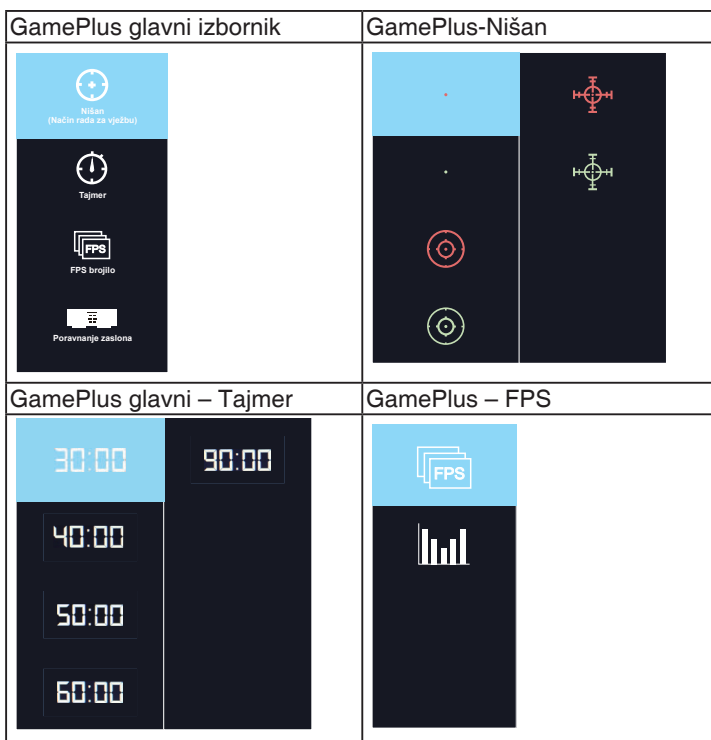 GamePlus glavni izbornik
GamePlus-Nišan
Nišan
(Način rada za vježbu)
Tajmer
FPS
FPS brojilo
Poravnanje zaslona
GamePlus glavni – Tajmer
GamePlus – FPS
30:00
90:00
40:00
50:00
60:00
FPS